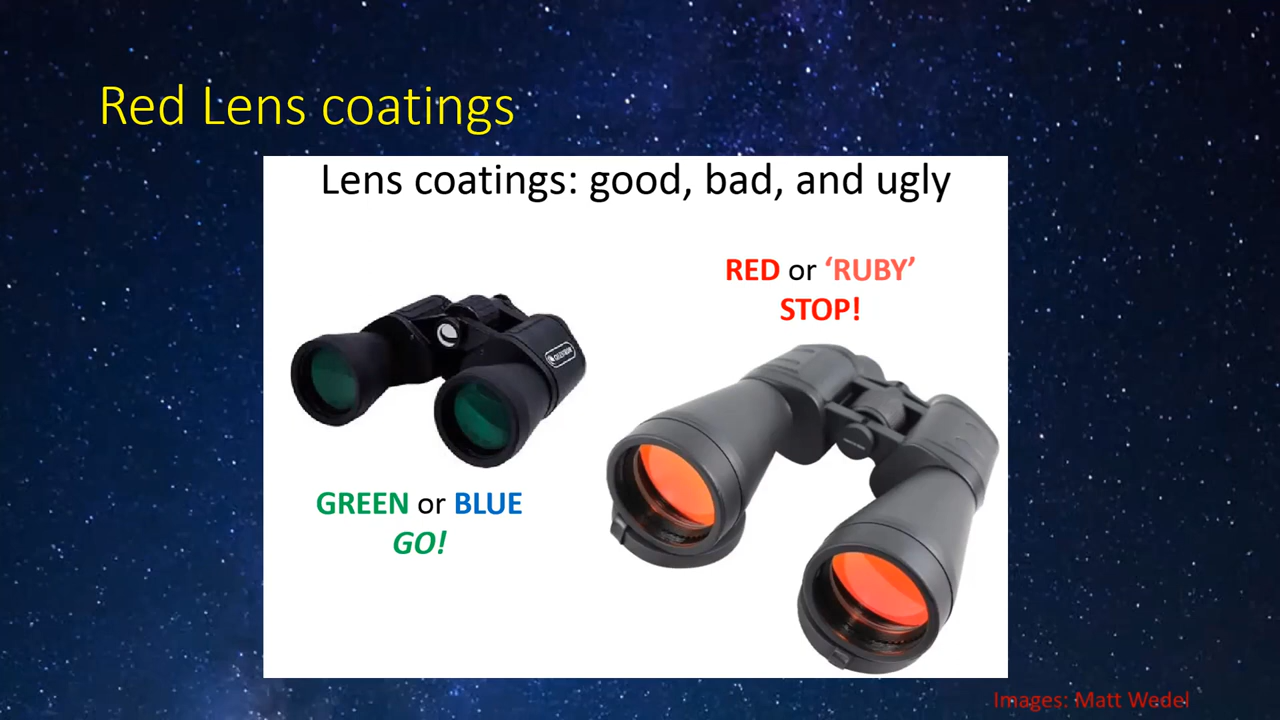 Red Lens coatings
Lens coatings: good, bad, and ugly
RED or ‘RUBY’
STOP!
CELESTRON
GREEN or BLUE
GO!
Images: Matt Wedel